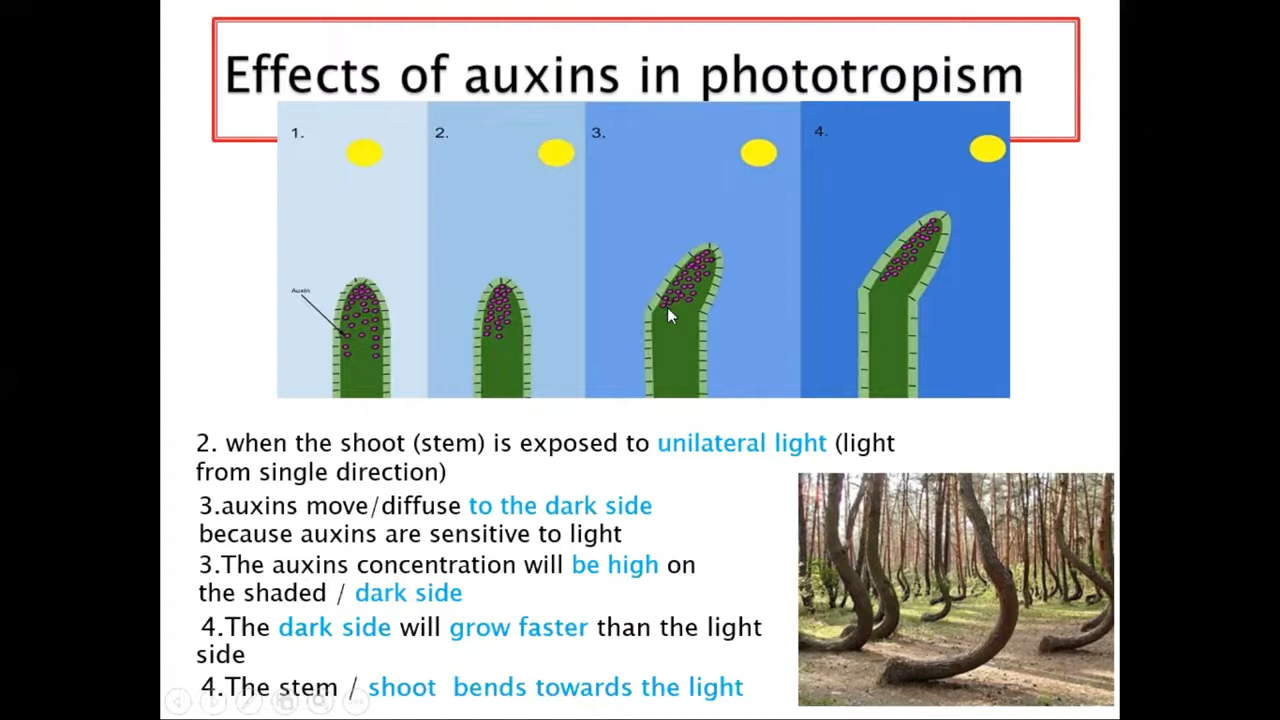 Effects of auxins in phototropism
1.
2.
3.
4.
Auxin
2. when the shoot (stem) is exposed to unilateral light (light
from single direction)
3.auxins move/diffuse to the dark side
because auxins are sensitive to light
3.The auxins concentration will be high on
the shaded / dark side
4.The dark side will grow faster than the light
side
4.The stem / shoot bends towards the light